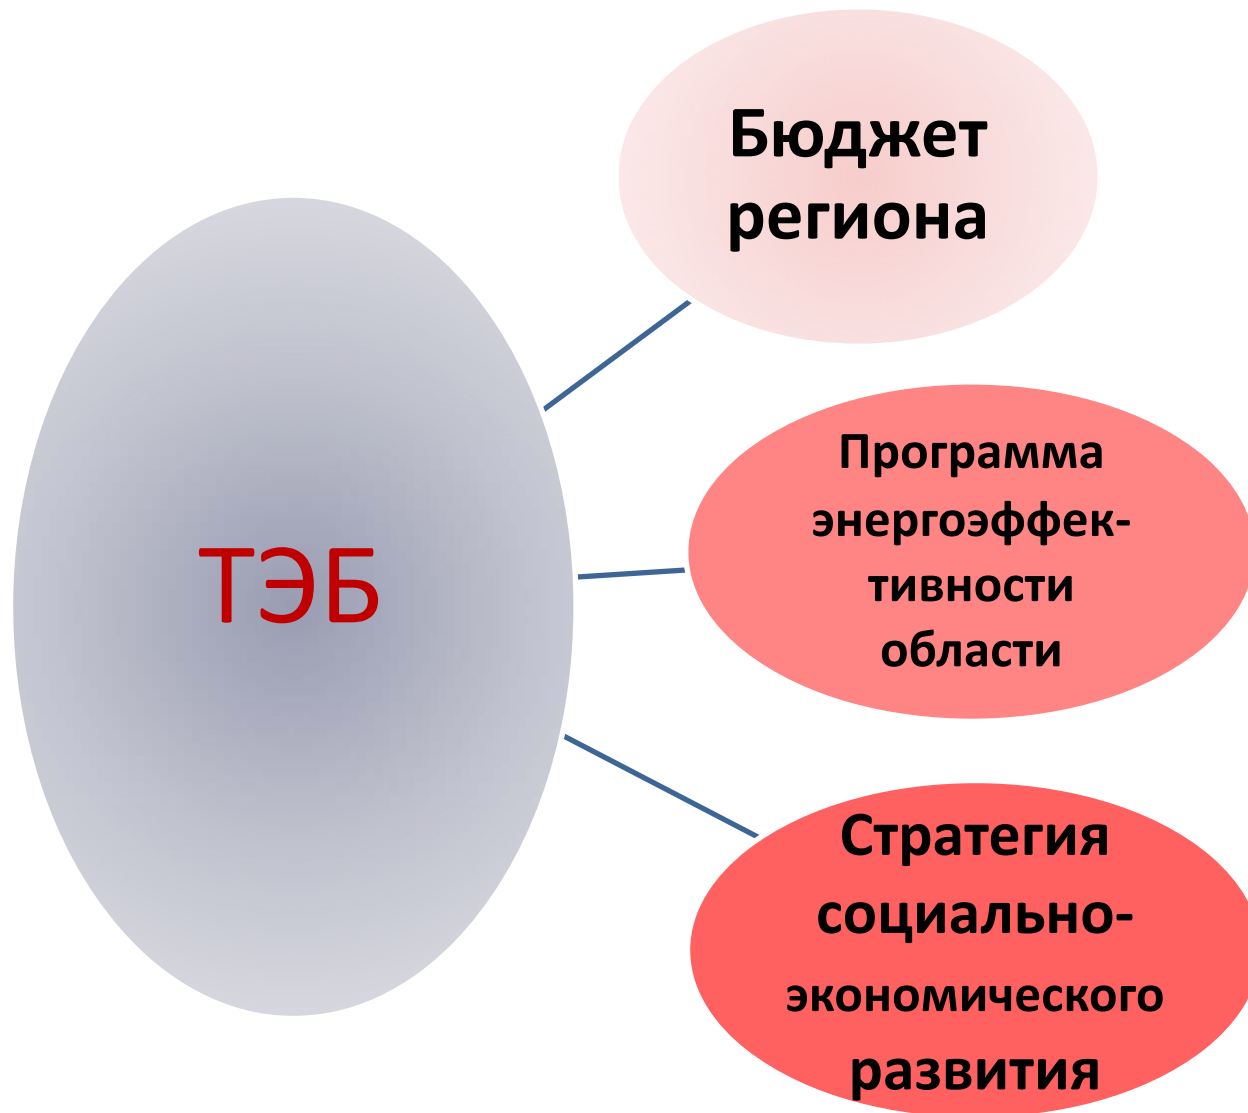 Бюджет
региона
ТЭБ
Программа
энергоэффек-
тивности
области
Стратегия
социально-
экономического
развития